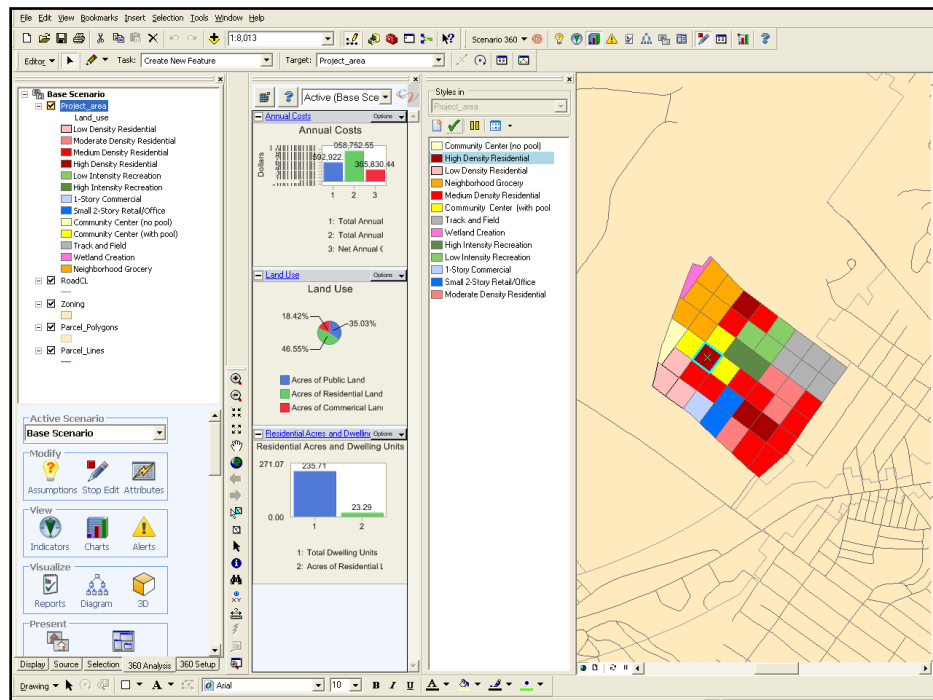 File Edit View Bookmarks Insert Selection Tools Window Help
1:8,013 Scenario 360
Editor Task: Create New Feature Target: Project_area
Base Scenario
Project_area
Land_use
Low Density Residential
Moderate Density Residential
Medium Density Residential
High Density Residential
Low Intensity Recreation
High Intensity Recreation
1-Story Commercial
Small 2-Story Retail/Office
Community Center (no pool)
Community Center (with pool)
Track and Field
Wetland Creation
Neighborhood Grocery
RoadCL
Zoning
Parcel_Polygons
Parcel_Lines
Active Scenario
Base Scenario
Modify
Assumptions Stop Edit Attributes
View
Indicators Charts Alerts
Visualize
Reports Diagram 3D
Present
Display Source Selection 360 Analysis 360 Setup
Active (Base Sce
Annual Costs Options
Annual Costs
Dollars
958,752.55
592,922.
365,830.44
1 2 3
1: Total Annual
2: Total Annual
3: Net Annual (
Land Use Options
Land Use
18.42%
35.03%
46.55%
Acres of Public Land
Acres of Residential Land
Acres of Commerical Land
Residential Acres and Dwelling Options
Residential Acres and Dwelling Units
271.07
235.71
23.29
0.00
1 2
1: Total Dwelling Units
2: Acres of Residential L
Styles in
Project_area
Community Center (no pool)
High Density Residential
Low Density Residential
Neighborhood Grocery
Medium Density Residential
Community Center (with pool
Track and Field
Wetland Creation
High Intensity Recreation
Low Intensity Recreation
1-Story Commercial
Small 2-Story Retail/Office
Moderate Density Residential
Drawing A Arial 10 B I U A